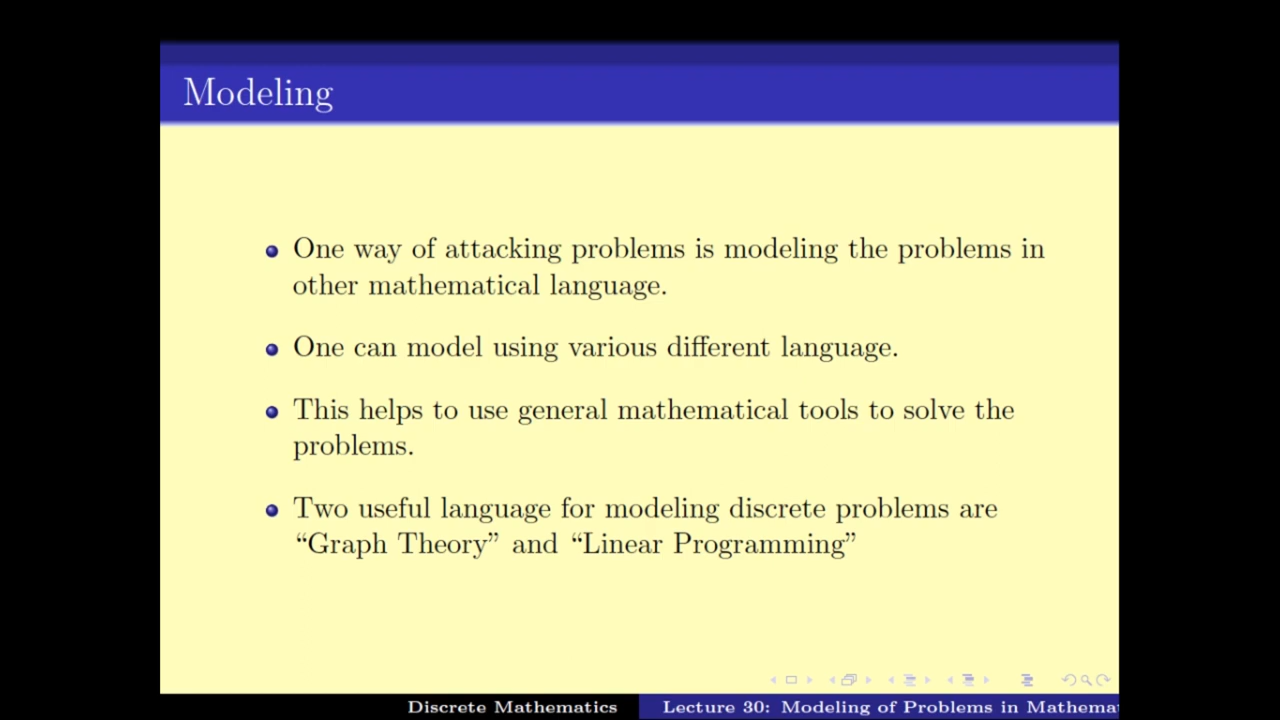 Modeling
One way of attacking problems is modeling the problems in
other mathematical language.
One can model using various different language.
This helps to use general mathematical tools to solve the
problems.
Two useful language for modeling discrete problems are
“Graph Theory” and “Linear Programming”
Discrete Mathematics
Lecture 30: Modeling of Problems in Mathema